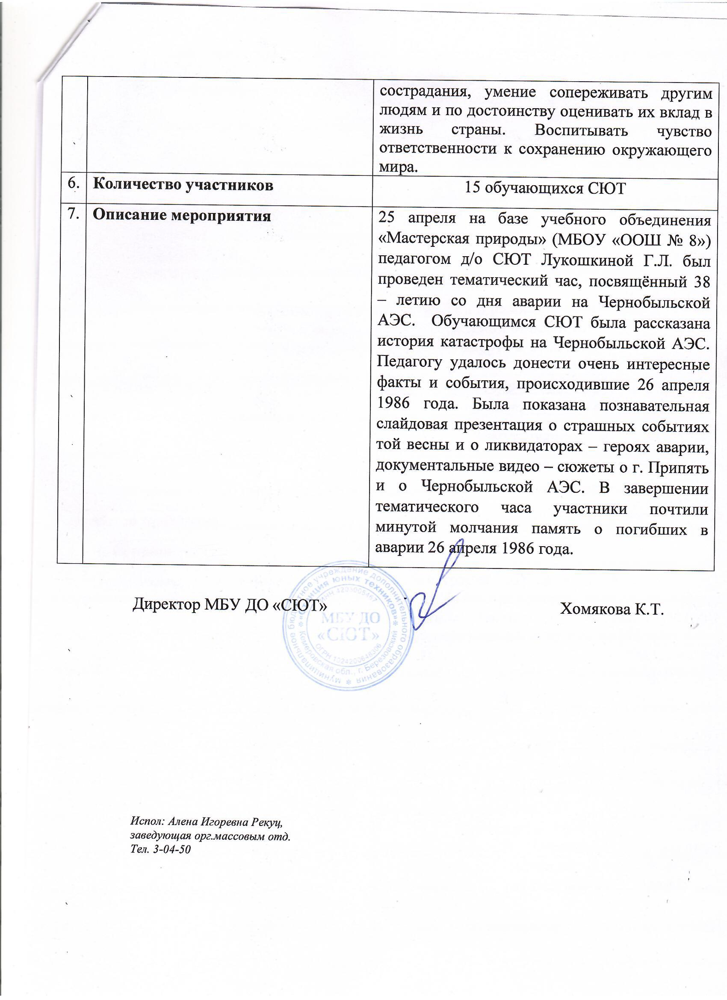 сострадания, умение сопереживать другим
людям и по достоинству оценивать их вклад в
жизнь страны. Воспитывать чувство
ответственности к сохранению окружающего
мира.
6. Количество участников 15 обучающихся СЮТ
7. Описание мероприятия
25 апреля на базе учебного объединения
«Мастерская природы» (МБОУ «ООШ № 8»)
педагогом д/о СЮТ Лукошкиной Г.Л. был
проведен тематический час, посвящённый 38
– летию со дня аварии на Чернобыльской
АЭС. Обучающимся СЮТ была рассказана
история катастрофы на Чернобыльской АЭС.
Педагогу удалось донести очень интересные
факты и события, происходившие 26 апреля
1986 года. Была показана познавательная
слайдовая презентация о страшных событиях
той весны и о ликвидаторах – героях аварии,
документальные видео – сюжеты о г. Припять
и о Чернобыльской АЭС. В завершении
тематического часа участники почтили
минутой молчания память о погибших в
аварии 26 апреля 1986 года.
Директор МБУ ДО «СЮТ» Хомякова К.Т.
муниципальное бюджетное учреждение дополнительного образования *
* «Станция юных техников» *
Кемеровская обл., г. Березовский
ИНН 4203005467
МБУ ДО
«СЮТ»
ОГРН 1024200648306
Испол: Алена Игоревна Рекуц,
заведующая орг.массовым отд.
Тел. 3-04-50